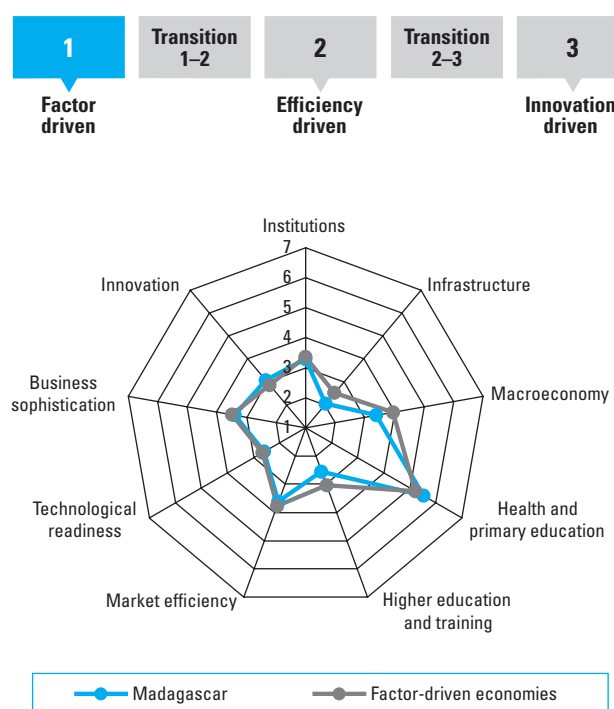 1
Transition
1–2
2
Transition
2–3
3
Factor
driven
Efficiency
driven
Innovation
driven
Institutions
7
6
5
4
3
2
1
Innovation
Infrastructure
Business
sophistication
Macroeconomy
Technological
readiness
Health and
primary education
Market efficiency
Higher education
and training
Madagascar
Factor-driven economies